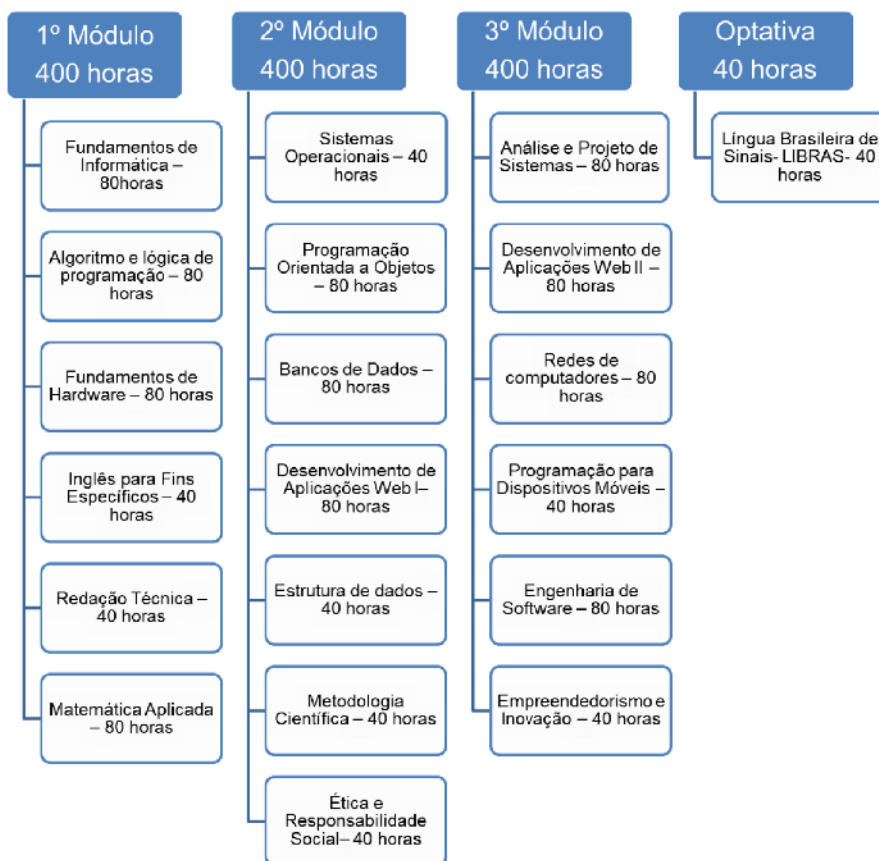 1º Módulo
400 horas
Fundamentos de
Informática –
80horas
Algoritmo e lógica de
programação – 80
horas
Fundamentos de
Hardware – 80 horas
Inglês para Fins
Específicos – 40
horas
Redação Técnica –
40 horas
Matemática Aplicada
– 80 horas
2º Módulo
400 horas
Sistemas
Operacionais – 40
horas
Programação
Orientada a Objetos
– 80 horas
Bancos de Dados –
80 horas
Desenvolvimento de
Aplicações Web I–
80 horas
Estrutura de dados –
40 horas
Metodologia
Científica – 40 horas
Ética e
Responsabilidade
Social– 40 horas
3º Módulo
400 horas
Análise e Projeto de
Sistemas – 80 horas
Desenvolvimento de
Aplicações Web II –
80 horas
Redes de
computadores – 80
horas
Programação para
Dispositivos Móveis –
40 horas
Engenharia de
Software – 80 horas
Empreendedorismo e
Inovação – 40 horas
Optativa
40 horas
Língua Brasileira de
Sinais- LIBRAS- 40
horas